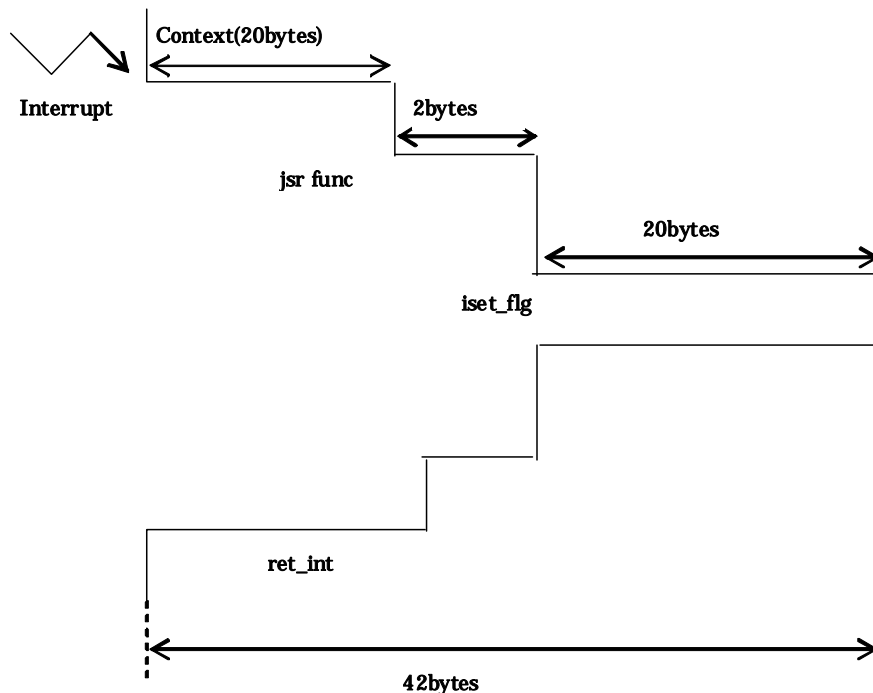 Context(20bytes)
Interrupt
2bytes
jsr func
20bytes
iset_flg
ret_int
42bytes